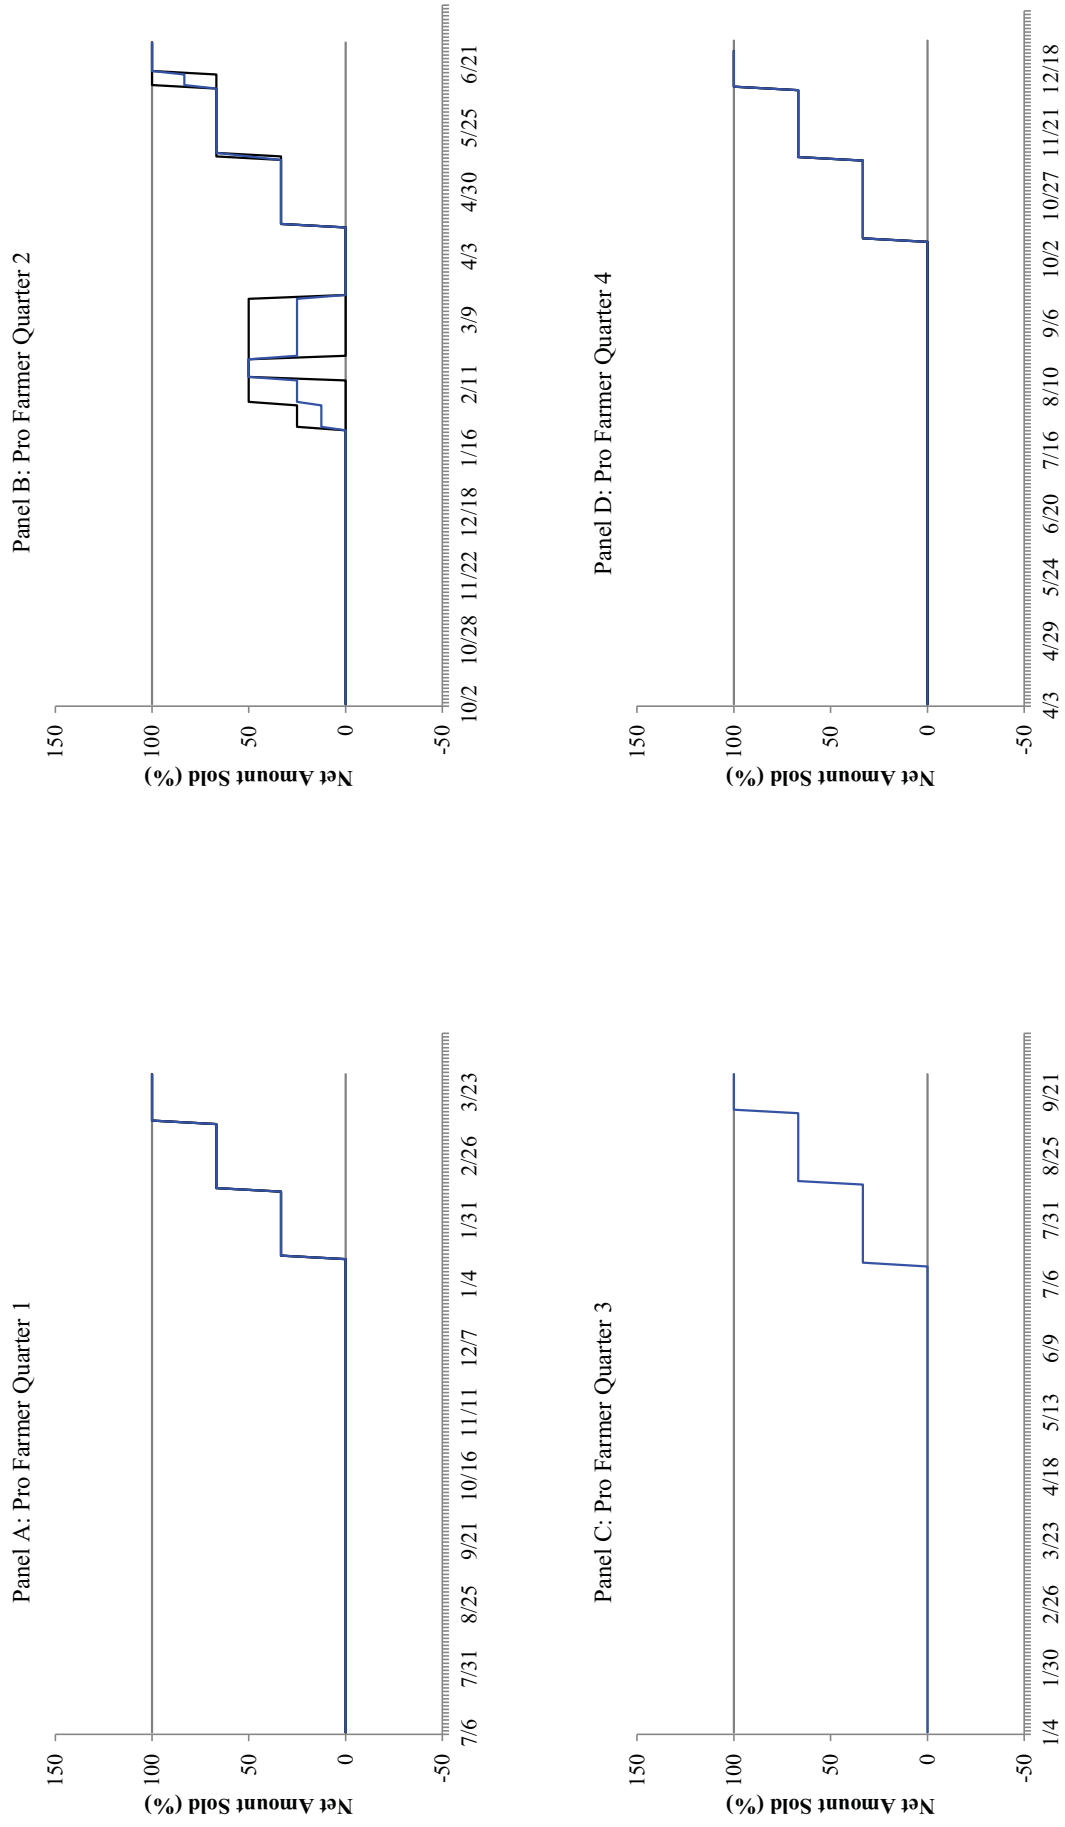 Panel A: Pro Farmer Quarter 1
150
100
50
0
-50
Net Amount Sold (%)
7/6 7/31 8/25 9/21 10/16 11/11 12/7 1/4 1/31 2/26 3/23
Panel B: Pro Farmer Quarter 2
150
100
50
0
-50
Net Amount Sold (%)
10/2 10/28 11/22 12/18 1/16 2/11 3/9 4/3 4/30 5/25 6/21
Panel C: Pro Farmer Quarter 3
150
100
50
0
-50
Net Amount Sold (%)
1/4 1/30 2/26 3/23 4/18 5/13 6/9 7/6 7/31 8/25 9/21
Panel D: Pro Farmer Quarter 4
150
100
50
0
-50
Net Amount Sold (%)
4/3 4/29 5/24 6/20 7/16 8/10 9/6 10/2 10/27 11/21 12/18